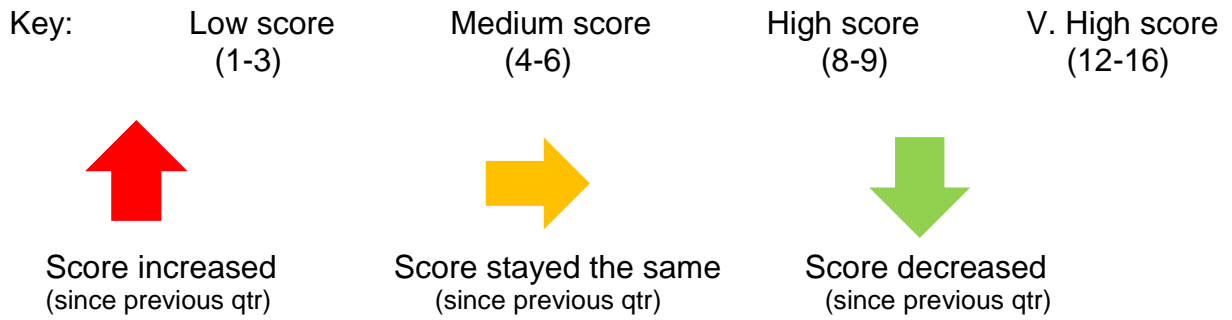 Key: Low score Medium score High score V. High score
(1-3) (4-6) (8-9) (12-16)
Score increased Score stayed the same Score decreased
(since previous qtr) (since previous qtr) (since previous qtr)